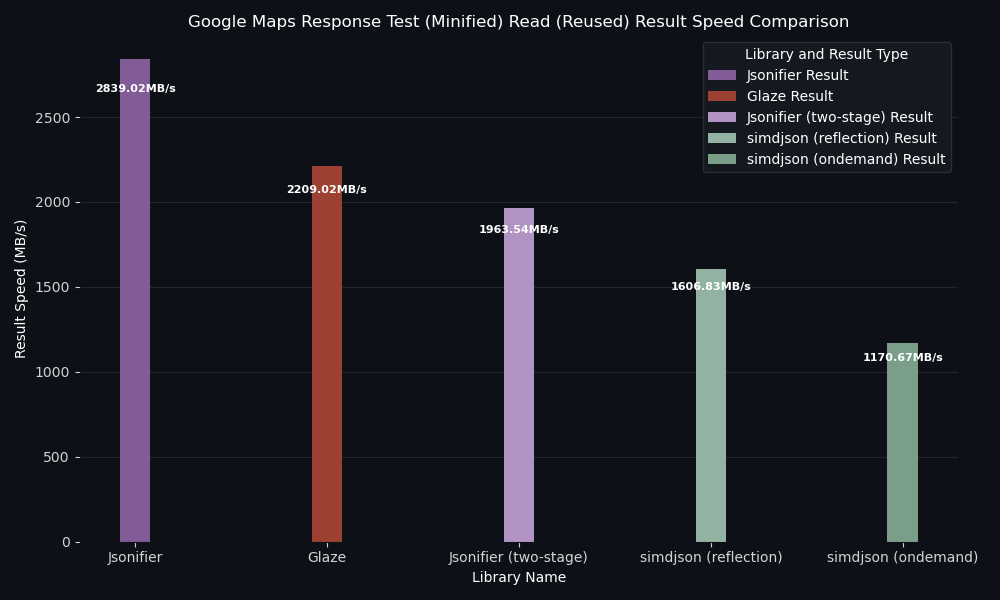 Google Maps Response Test (Minified) Read (Reused) Result Speed Comparison
Library and Result Type
Jsonifier Result
Glaze Result
Jsonifier (two-stage) Result
simdjson (reflection) Result
simdjson (ondemand) Result
2839.02MB/s
2209.02MB/s
1963.54MB/s
1606.83MB/s
1170.67MB/s
Result Speed (MB/s)
2500
2000
1500
1000
500
0
Jsonifier
Glaze
Jsonifier (two-stage)
simdjson (reflection)
simdjson (ondemand)
Library Name